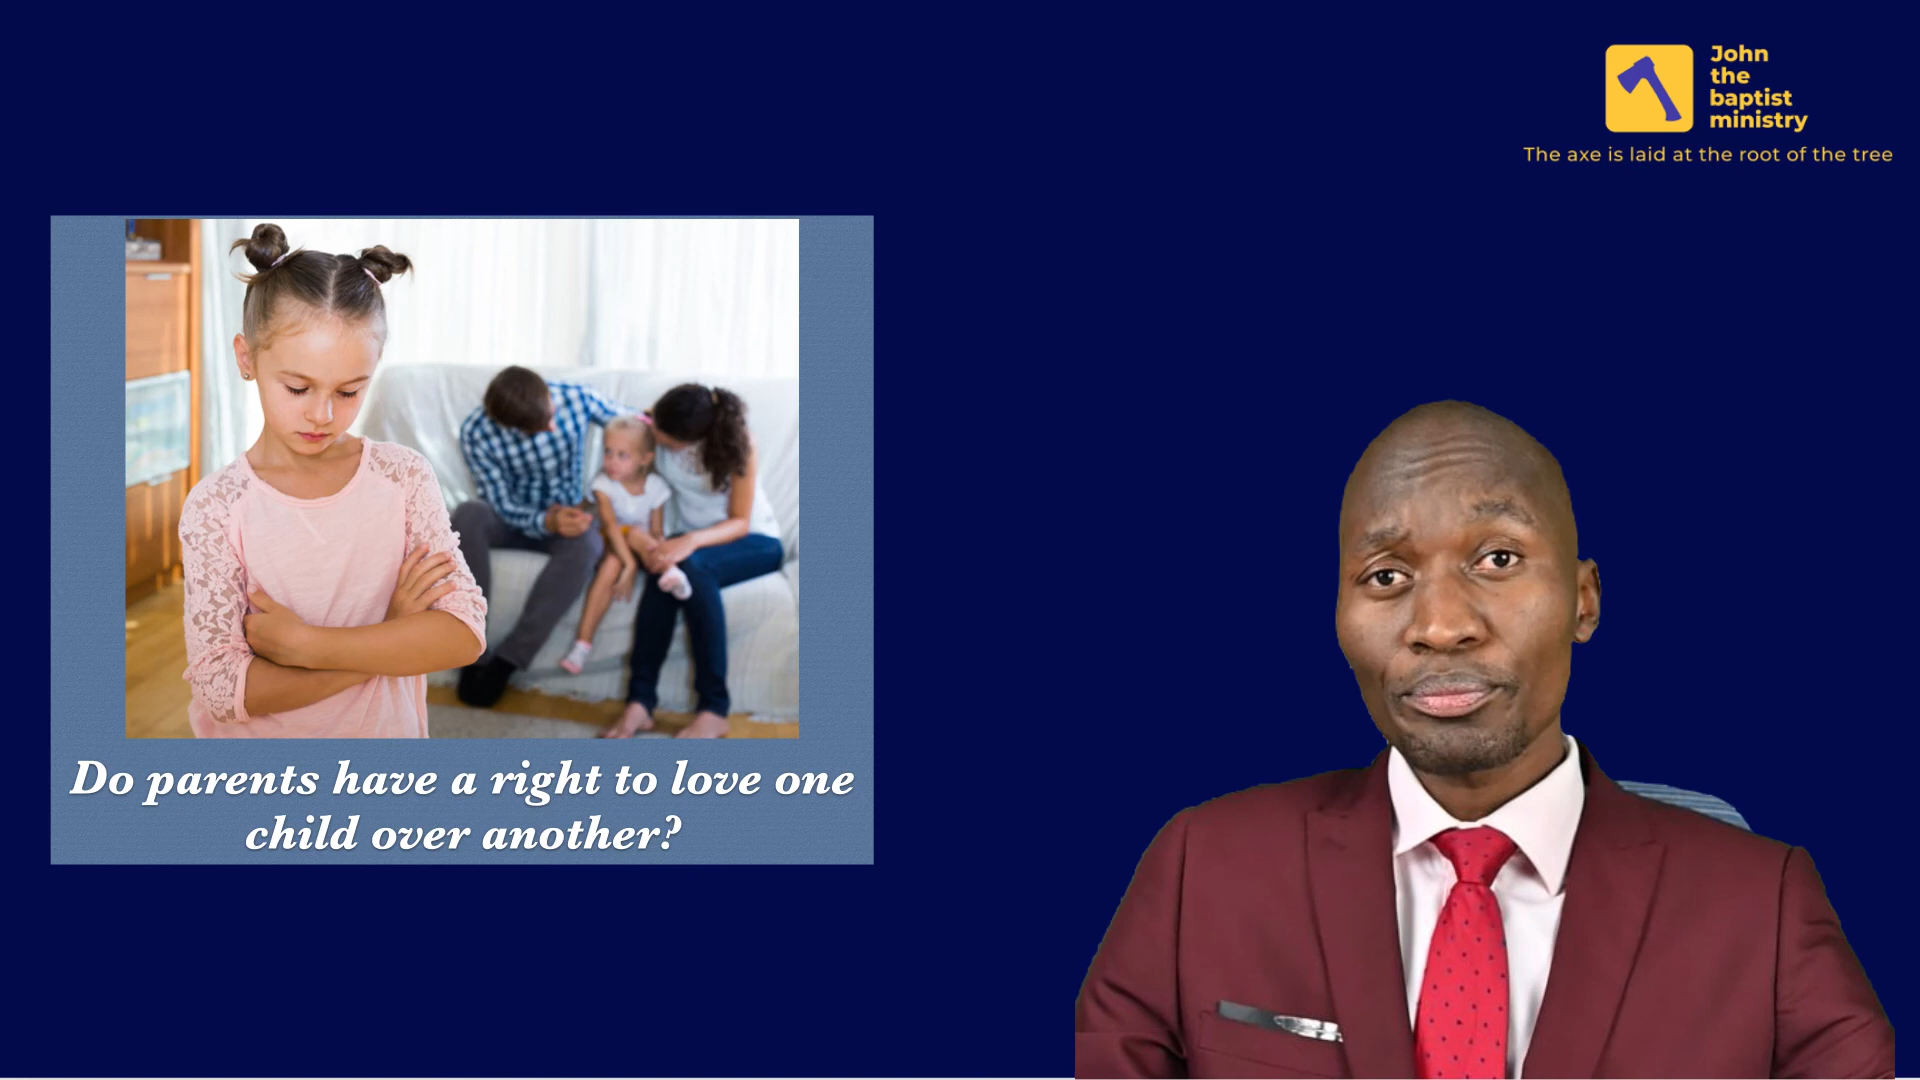 John
the
baptist
ministry
The axe is laid at the root of the tree
Do parents have a right to love one
child over another?